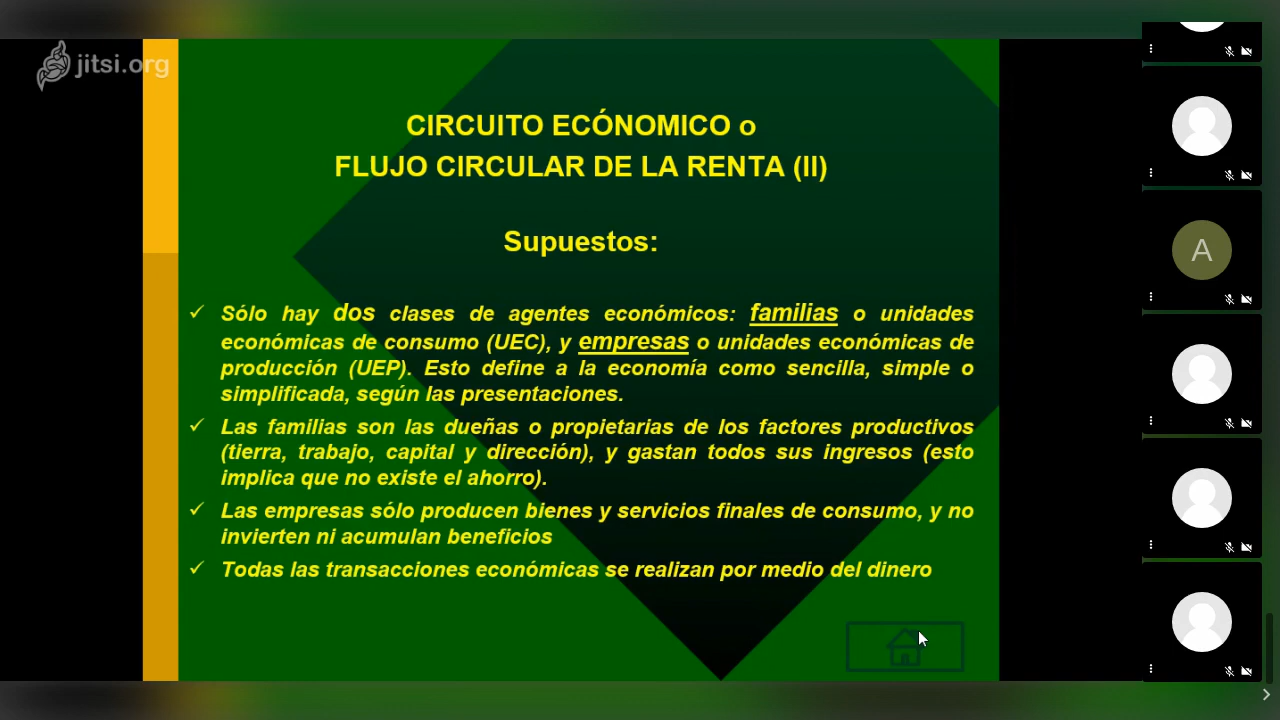 jitsi.org
CIRCUITO ECÓNOMICO o
FLUJO CIRCULAR DE LA RENTA (II)
Supuestos:
✓ Sólo hay dos clases de agentes económicos: familias o unidades
económicas de consumo (UEC), y empresas o unidades económicas de
producción (UEP). Esto define a la economía como sencilla, simple o
simplificada, según las presentaciones.
✓ Las familias son las dueñas o propietarias de los factores productivos
(tierra, trabajo, capital y dirección), y gastan todos sus ingresos (esto
implica que no existe el ahorro).
✓ Las empresas sólo producen bienes y servicios finales de consumo, y no
invierten ni acumulan beneficios
✓ Todas las transacciones económicas se realizan por medio del dinero
A